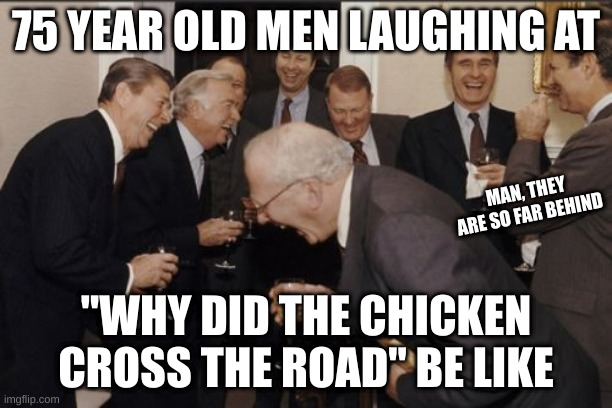 75 YEAR OLD MEN LAUGHING AT
MAN, THEY
ARE SO FAR BEHIND
"WHY DID THE CHICKEN
CROSS THE ROAD" BE LIKE
imgflip.com